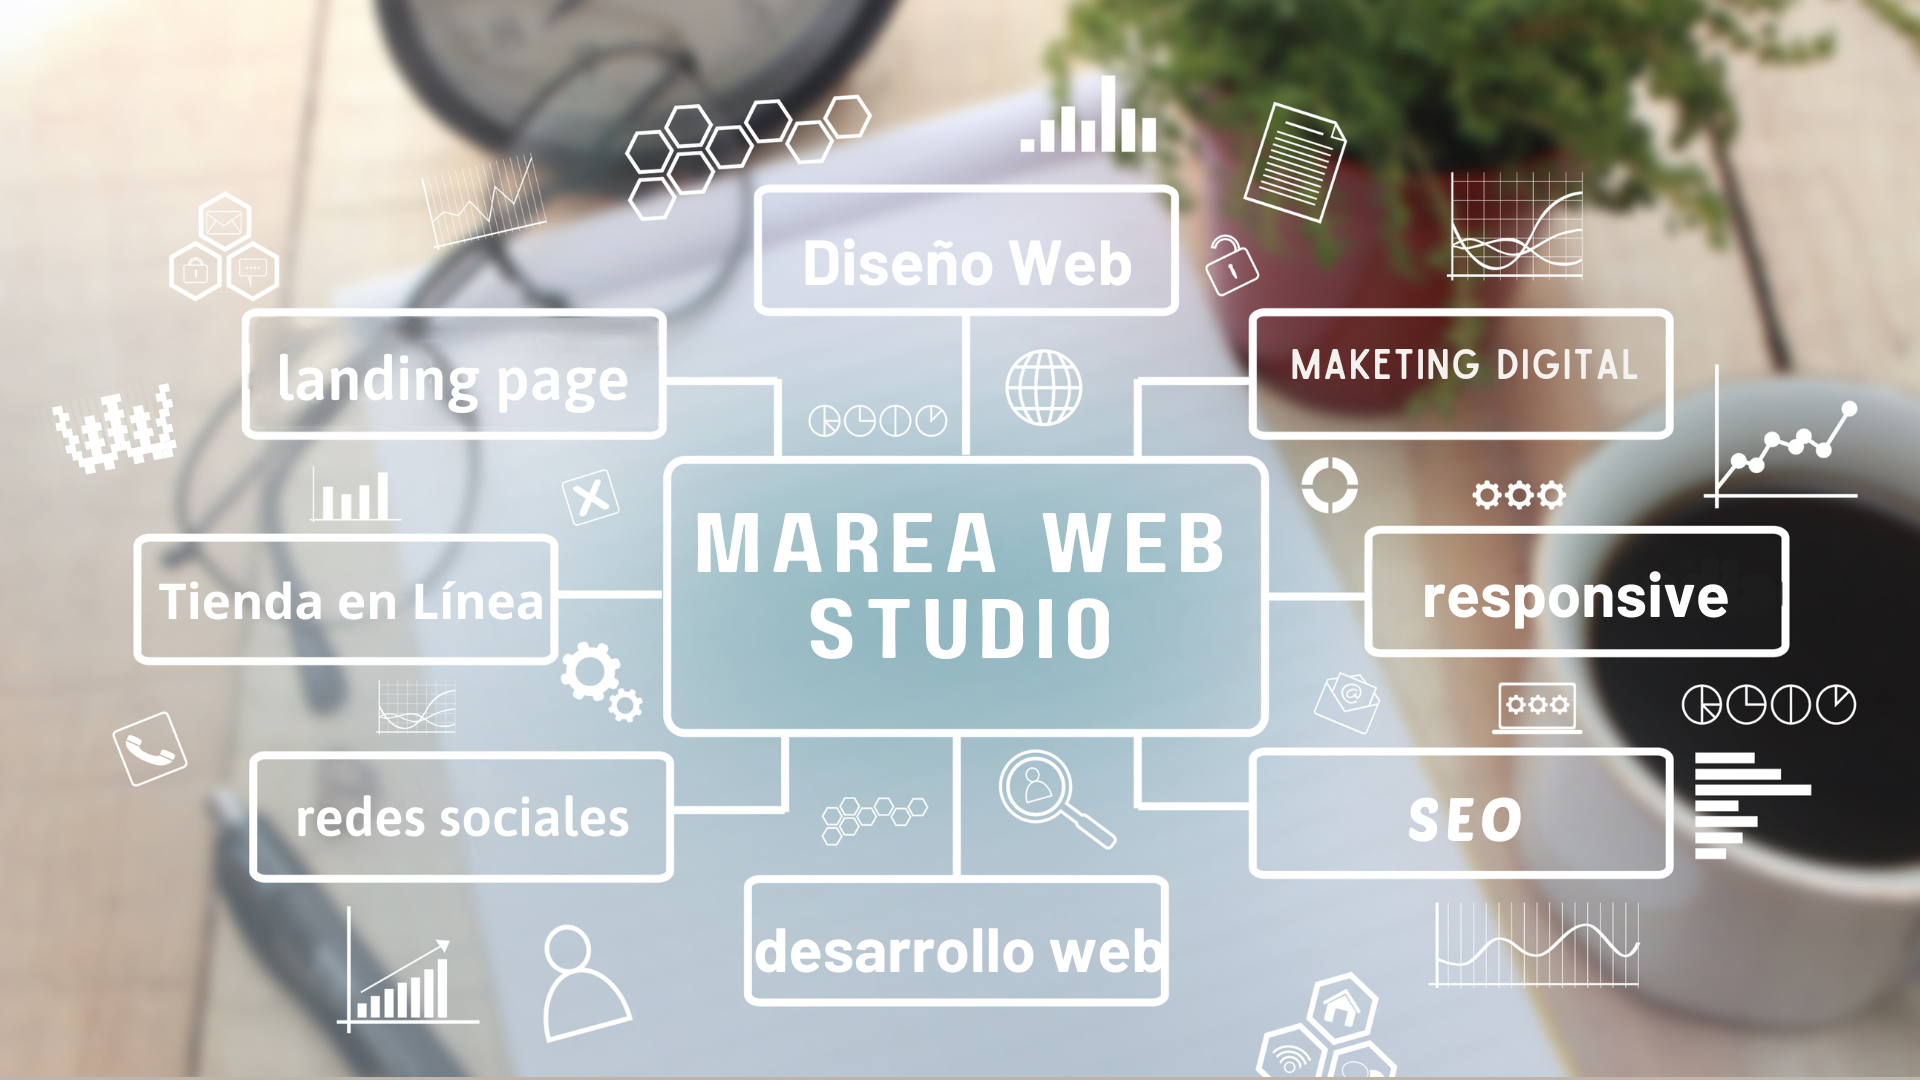 Diseño Web
landing page
MAKETING DIGITAL
MAREA WEB
STUDIO
Tienda en Línea
responsive
redes sociales
SEO
desarrollo web